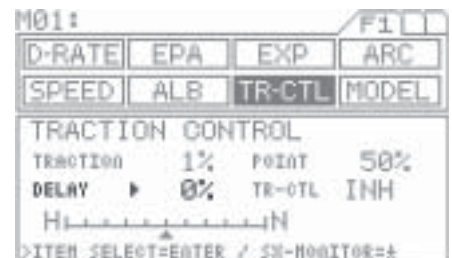 M01: F1
D-RATE EPA EXP ARC
SPEED ALB TR-CTL MODEL
TRACTION CONTROL
TRACTION 1% POINT 50%
DELAY ▶ 0% TR-CTL INH
H N
>ITEM SELECT=ENTER / SX-MONITOR=±